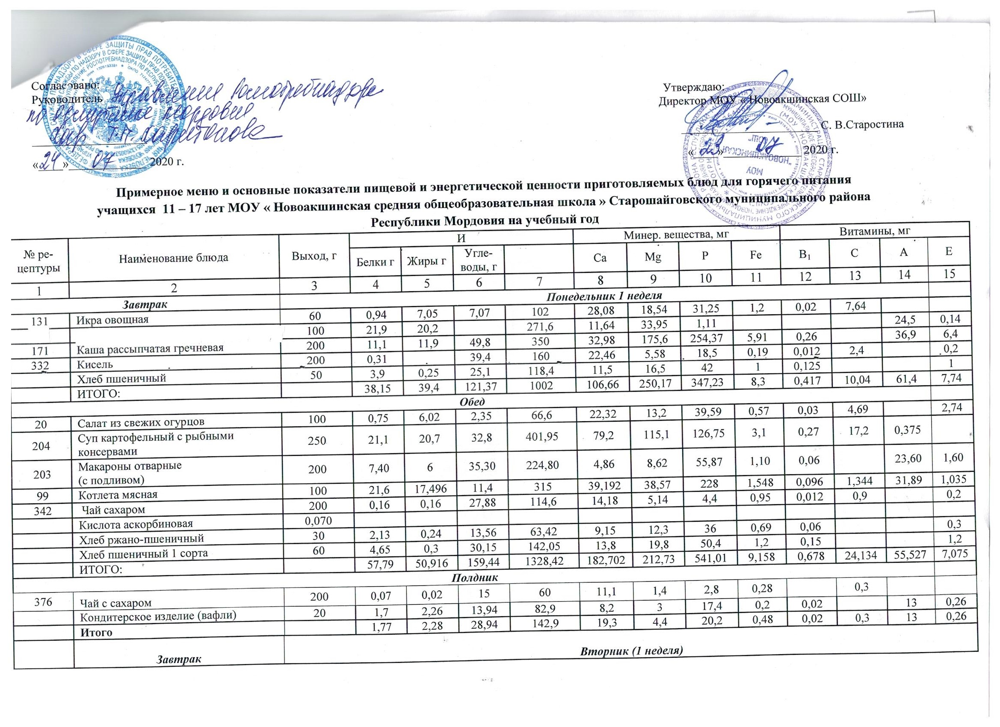 Согласовано:
Руководитель Управления Роспотребнадзора
по Республике Мордовия
Хар Т.Н. Харитонова
«24» 07 2020 г.
Утверждаю:
Директор МОУ « Новоакшинская СОШ»
С. В.Старостина
«23» 07 2020 г.
Примерное меню и основные показатели пищевой и энергетической ценности приготовляемых блюд для горячего питания
учащихся 11 – 17 лет МОУ « Новоакшинская средняя общеобразовательная школа » Старошайговского муниципального района
Республики Мордовия на учебный год
№ ре-цептуры Наименование блюда Выход, г И Минер. вещества, мг Витамины, мг
Белки г Жиры г Угле-воды, г Ca Mg P Fe B₁ C A E
1 2 3 4 5 6 7 8 9 10 11 12 13 14 15
Завтрак Понедельник 1 неделя
131 Икра овощная 60 0,94 7,05 7,07 102 28,08 18,54 31,25 1,2 0,02 7,64
100 21,9 20,2 271,6 11,64 33,95 1,11 24,5 0,14
171 Каша рассыпчатая гречневая 200 11,1 11,9 49,8 350 32,98 175,6 254,37 5,91 0,26 36,9 6,4
332 Кисель 200 0,31 39,4 160 22,46 5,58 18,5 0,19 0,012 2,4 0,2
Хлеб пшеничный 50 3,9 0,25 25,1 118,4 11,5 16,5 42 1 0,125 1
ИТОГО: 38,15 39,4 121,37 1002 106,66 250,17 347,23 8,3 0,417 10,04 61,4 7,74
Обед
20 Салат из свежих огурцов 100 0,75 6,02 2,35 66,6 22,32 13,2 39,59 0,57 0,03 4,69 2,74
204 Суп картофельный с рыбными консервами 250 21,1 20,7 32,8 401,95 79,2 115,1 126,75 3,1 0,27 17,2 0,375
203 Макароны отварные (с подливом) 200 7,40 6 35,30 224,80 4,86 8,62 55,87 1,10 0,06 23,60 1,60
99 Котлета мясная 100 21,6 17,496 11,4 315 39,192 38,57 228 1,548 0,096 1,344 31,89 1,035
342 Чай сахаром 200 0,16 0,16 27,88 114,6 14,18 5,14 4,4 0,95 0,012 0,9 0,2
Кислота аскорбиновая 0,070
Хлеб ржано-пшеничный 30 2,13 0,24 13,56 63,42 9,15 12,3 36 0,69 0,06 0,3
Хлеб пшеничный 1 сорта 60 4,65 0,3 30,15 142,05 13,8 19,8 50,4 1,2 0,15 1,2
ИТОГО: 57,79 50,916 159,44 1328,42 182,702 212,73 541,01 9,158 0,678 24,134 55,527 7,075
Полдник
376 Чай с сахаром 200 0,07 0,02 15 60 11,1 1,4 2,8 0,28 0,3
Кондитерское изделие (вафли) 20 1,7 2,26 13,94 82,9 8,2 3 17,4 0,2 0,02 13 0,26
Итого 1,77 2,28 28,94 142,9 19,3 4,4 20,2 0,48 0,02 0,3 13 0,26
Завтрак Вторник (1 неделя)
МОУ
"НОВОАКШИНСКАЯ
СОШ"